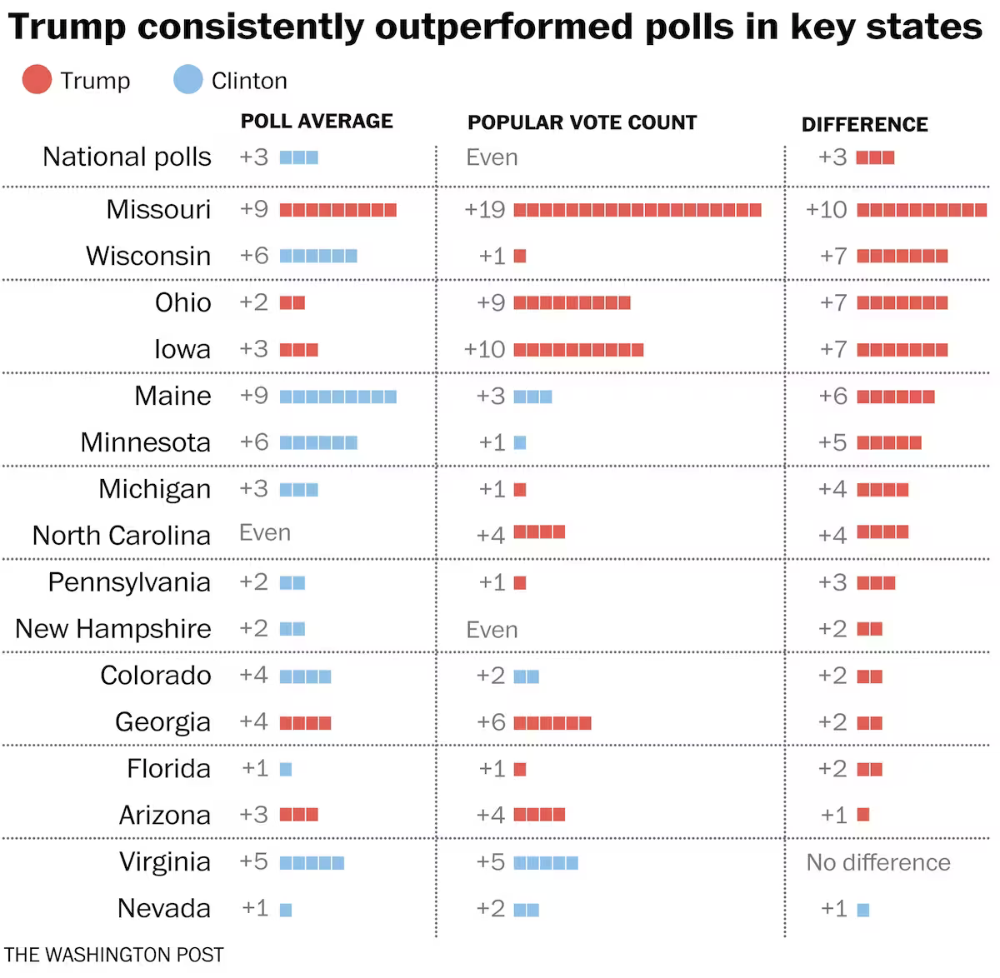 Trump consistently outperformed polls in key states
Trump Clinton
POLL AVERAGE POPULAR VOTE COUNT DIFFERENCE
National polls +3 Even +3
Missouri +9 +19 +10
Wisconsin +6 +1 +7
Ohio +2 +9 +7
Iowa +3 +10 +7
Maine +9 +3 +6
Minnesota +6 +1 +5
Michigan +3 +1 +4
North Carolina Even +4 +4
Pennsylvania +2 +1 +3
New Hampshire +2 Even +2
Colorado +4 +2 +2
Georgia +4 +6 +2
Florida +1 +1 +2
Arizona +3 +4 +1
Virginia +5 +5 No difference
Nevada +1 +2 +1
THE WASHINGTON POST